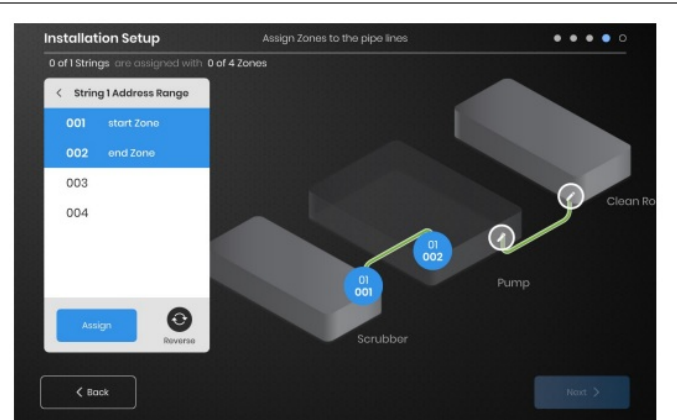 Installation Setup
Assign Zones to the pipe lines
0 of 1 Strings are assigned with 0 of 4 Zones
String 1 Address Range
001 start Zone
002 end Zone
003
004
Assign
Reverse
01
002
01
001
Clean Ro
Pump
Scrubber
Back
Next